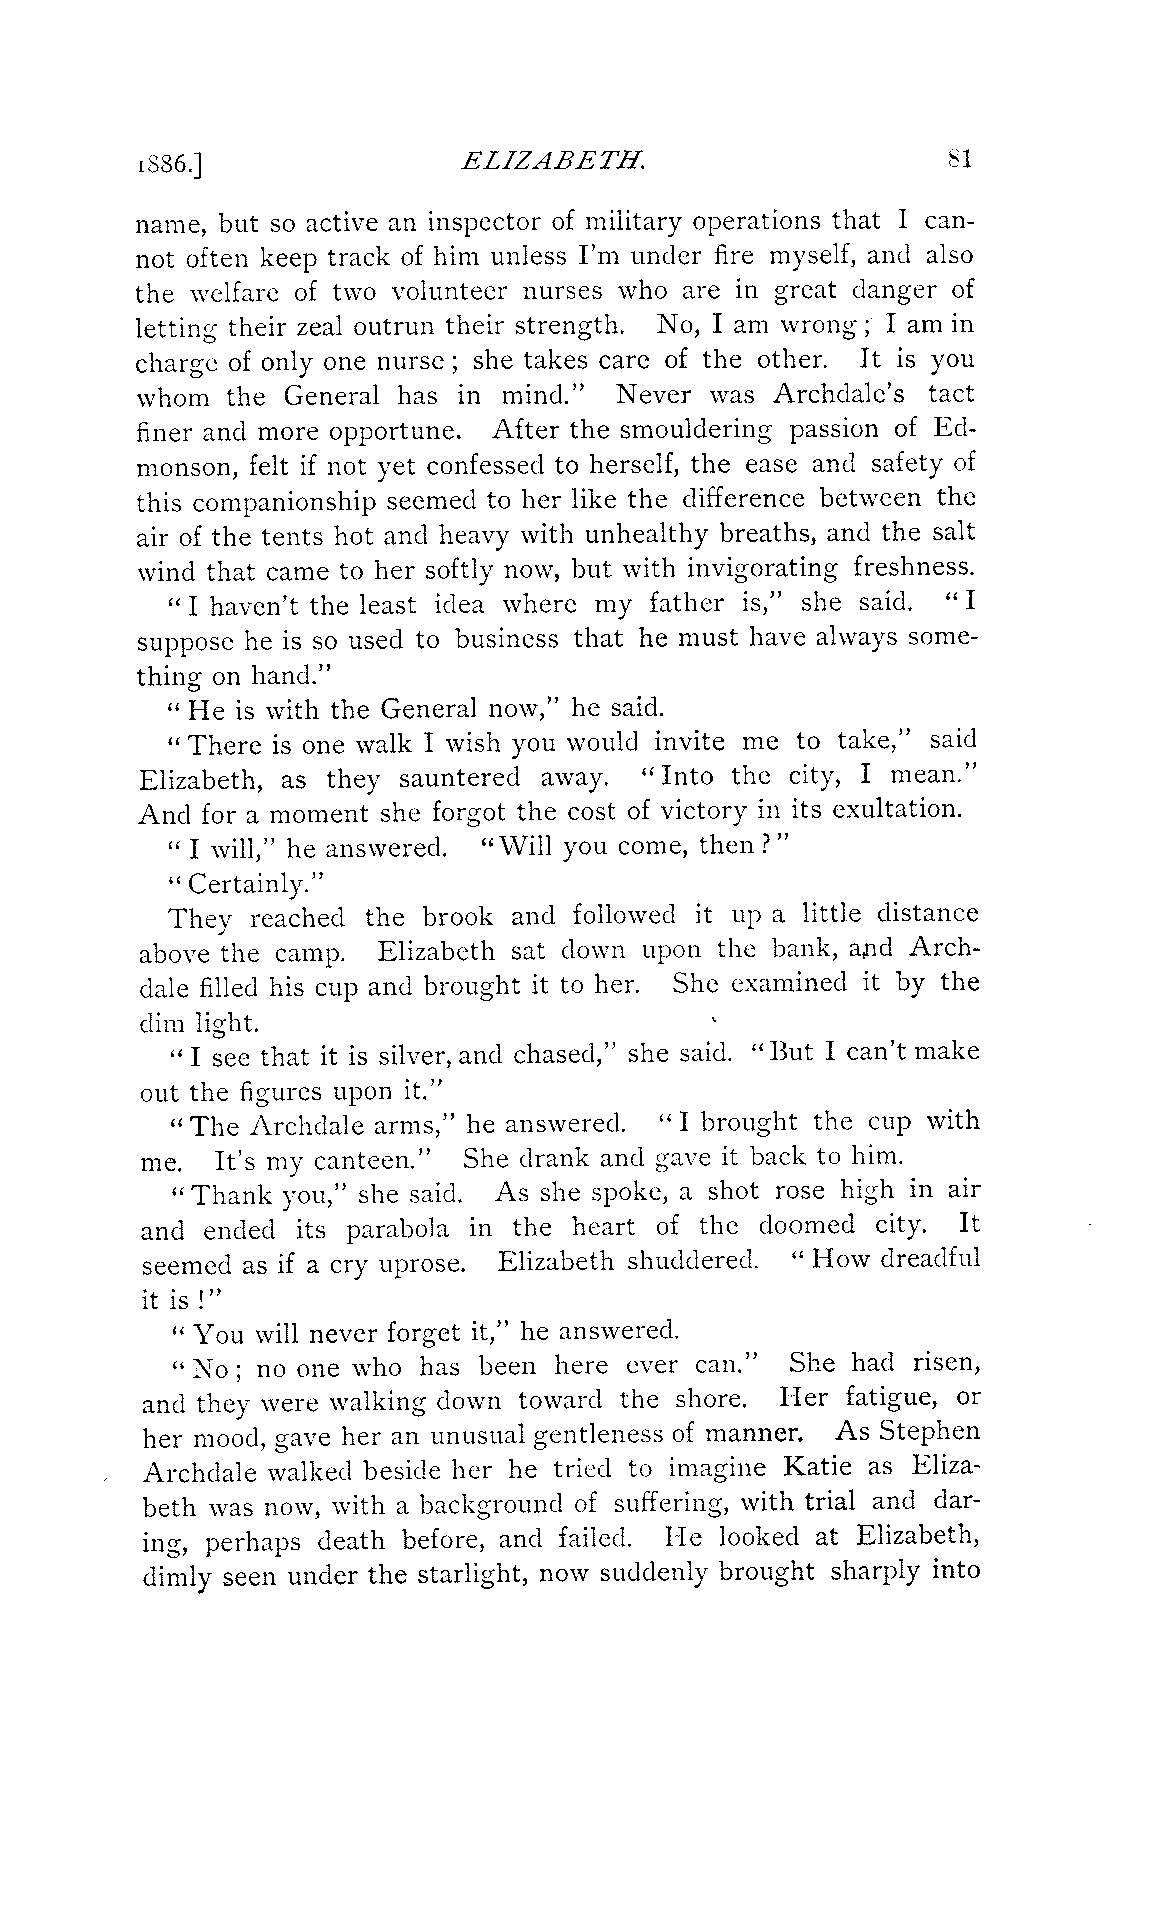 1886.] ELIZABETH. 81
name, but so active an inspector of military operations that I can-
not often keep track of him unless I'm under fire myself, and also
the welfare of two volunteer nurses who are in great danger of
letting their zeal outrun their strength. No, I am wrong; I am in
charge of only one nurse; she takes care of the other. It is you
whom the General has in mind." Never was Archdale's tact
finer and more opportune. After the smouldering passion of Ed-
monson, felt if not yet confessed to herself, the ease and safety of
this companionship seemed to her like the difference between the
air of the tents hot and heavy with unhealthy breaths, and the salt
wind that came to her softly now, but with invigorating freshness.
"I haven't the least idea where my father is," she said. "I
suppose he is so used to business that he must have always some-
thing on hand."
"He is with the General now," he said.
"There is one walk I wish you would invite me to take," said
Elizabeth, as they sauntered away. "Into the city, I mean."
And for a moment she forgot the cost of victory in its exultation.
"I will," he answered. "Will you come, then?"
"Certainly."
They reached the brook and followed it up a little distance
above the camp. Elizabeth sat down upon the bank, and Arch-
dale filled his cup and brought it to her. She examined it by the
dim light.
"I see that it is silver, and chased," she said. "But I can't make
out the figures upon it."
"The Archdale arms," he answered. "I brought the cup with
me. It's my canteen." She drank and gave it back to him.
"Thank you," she said. As she spoke, a shot rose high in air
and ended its parabola in the heart of the doomed city. It
seemed as if a cry uprose. Elizabeth shuddered. "How dreadful
it is!"
"You will never forget it," he answered.
"No; no one who has been here ever can." She had risen,
and they were walking down toward the shore. Her fatigue, or
her mood, gave her an unusual gentleness of manner. As Stephen
Archdale walked beside her he tried to imagine Katie as Eliza-
beth was now, with a background of suffering, with trial and dar-
ing, perhaps death before, and failed. He looked at Elizabeth,
dimly seen under the starlight, now suddenly brought sharply into